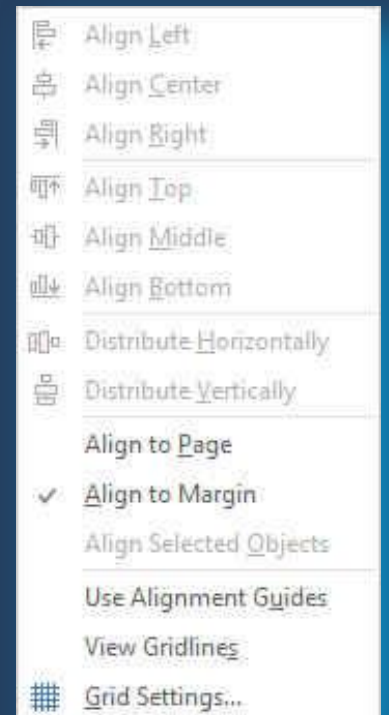 Align Left
Align Center
Align Right
Align Top
Align Middle
Align Bottom
Distribute Horizontally
Distribute Vertically
Align to Page
Align to Margin
Align Selected Objects
Use Alignment Guides
View Gridlines
Grid Settings...